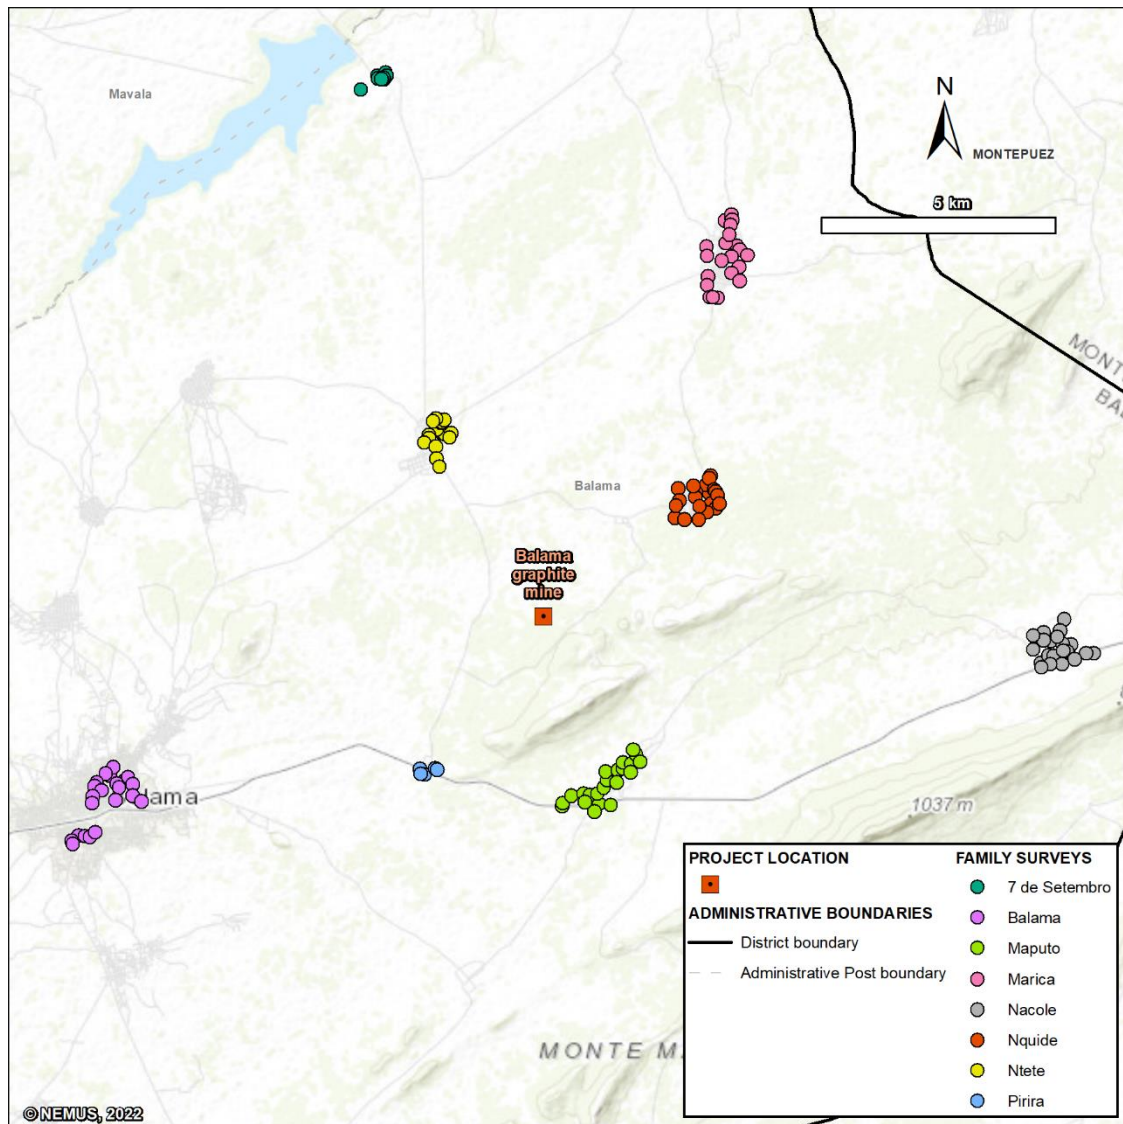 Mavala
N
MONTEPUEZ
5 km
Balama
Balama
graphite
mine
1037 m
MONTE M
PROJECT LOCATION
ADMINISTRATIVE BOUNDARIES
District boundary
Administrative Post boundary
FAMILY SURVEYS
7 de Setembro
Balama
Maputo
Marica
Nacole
Nquide
Ntete
Pirira
© NEMUS, 2022